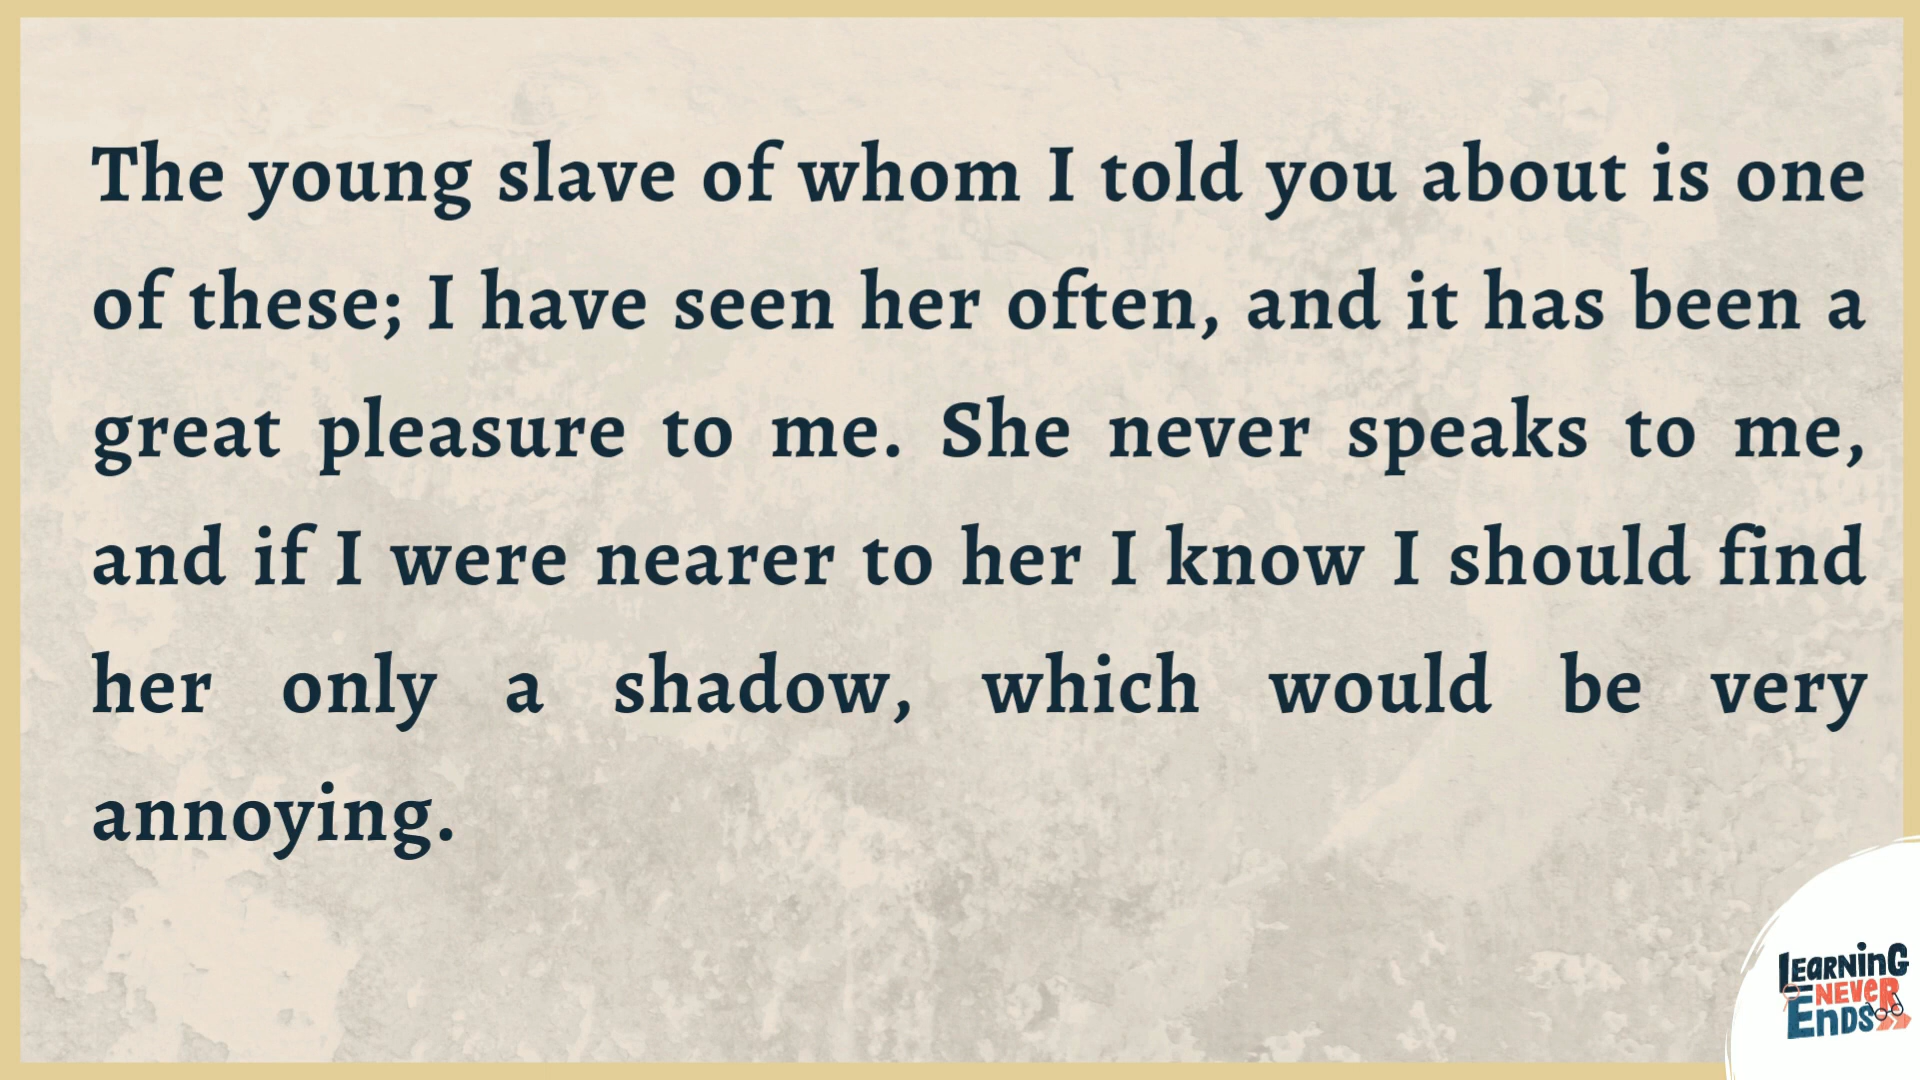 The young slave of whom I told you about is one
of these; I have seen her often, and it has been a
great pleasure to me. She never speaks to me,
and if I were nearer to her I know I should find
her only a shadow, which would be very
annoying.
LEARNinG
NEVeR
EnDS